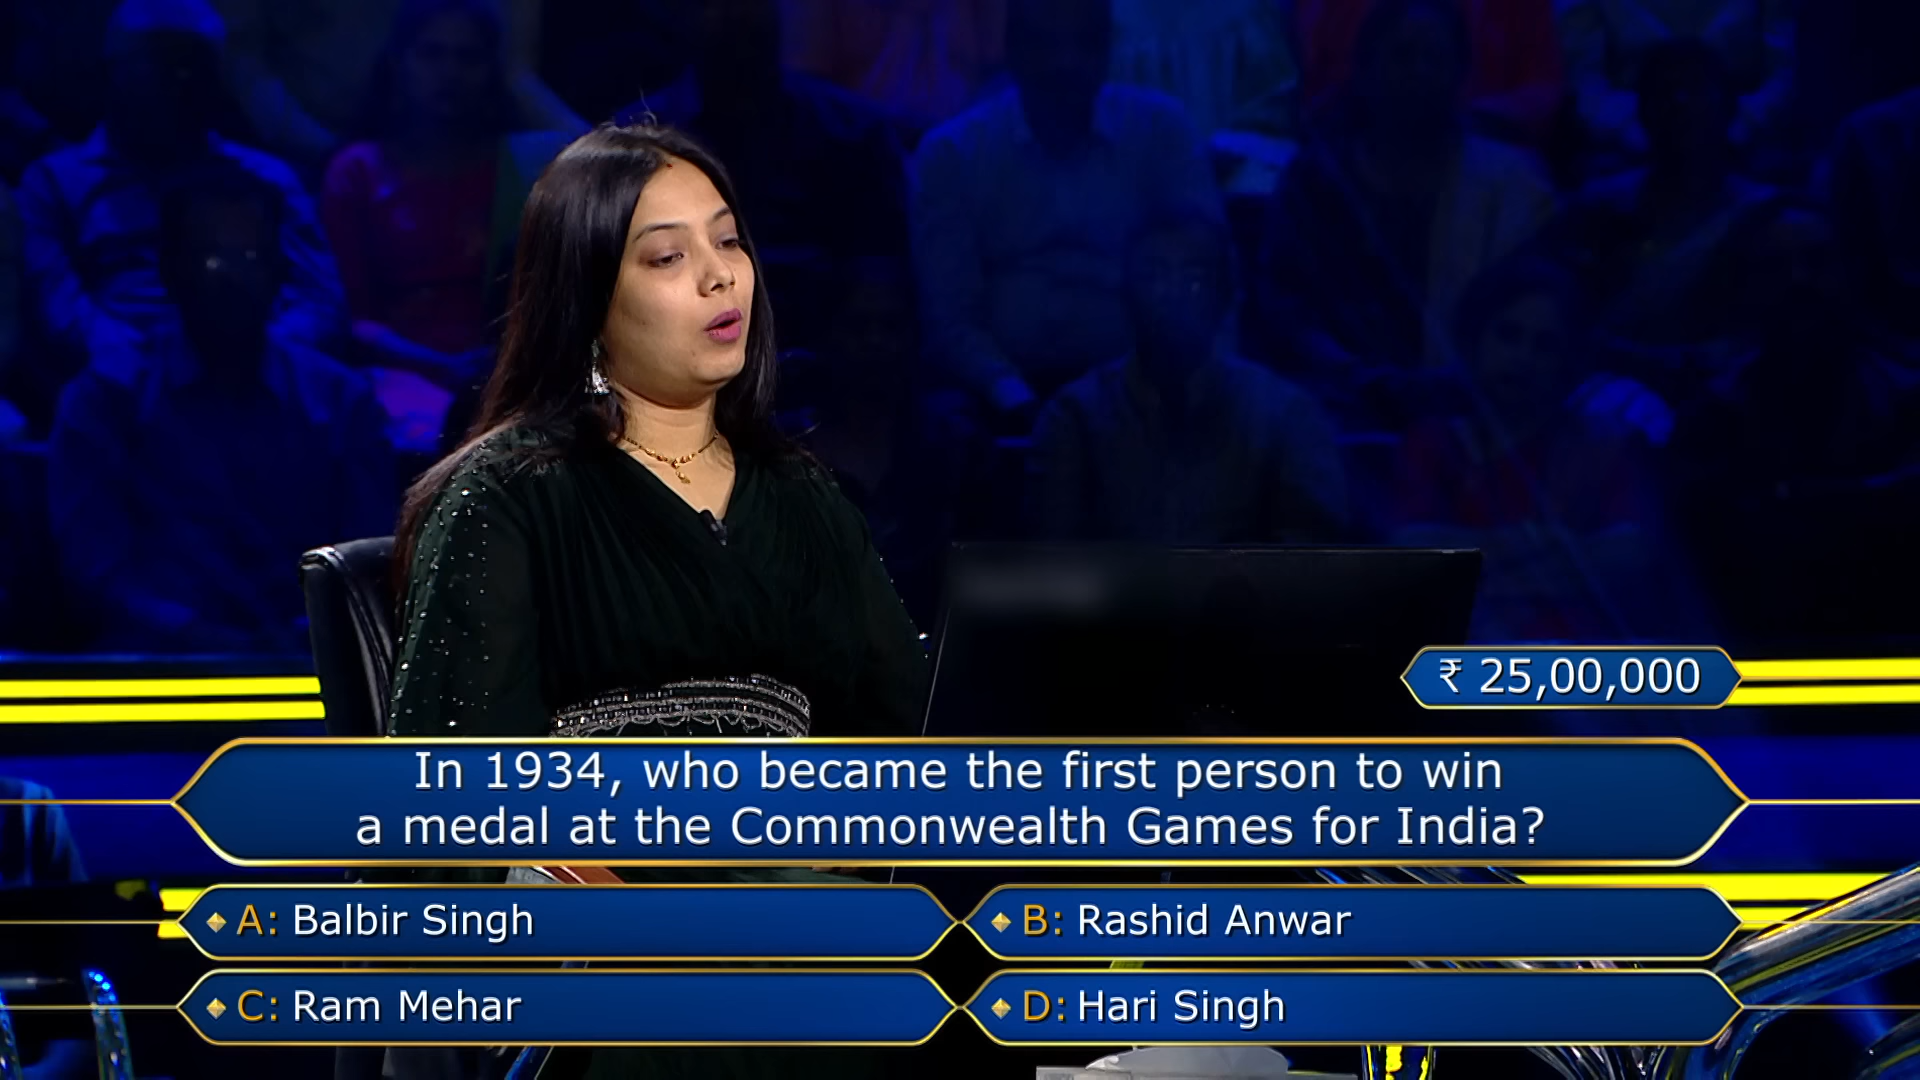 ₹ 25,00,000
In 1934, who became the first person to win
a medal at the Commonwealth Games for India?
A: Balbir Singh
B: Rashid Anwar
C: Ram Mehar
D: Hari Singh